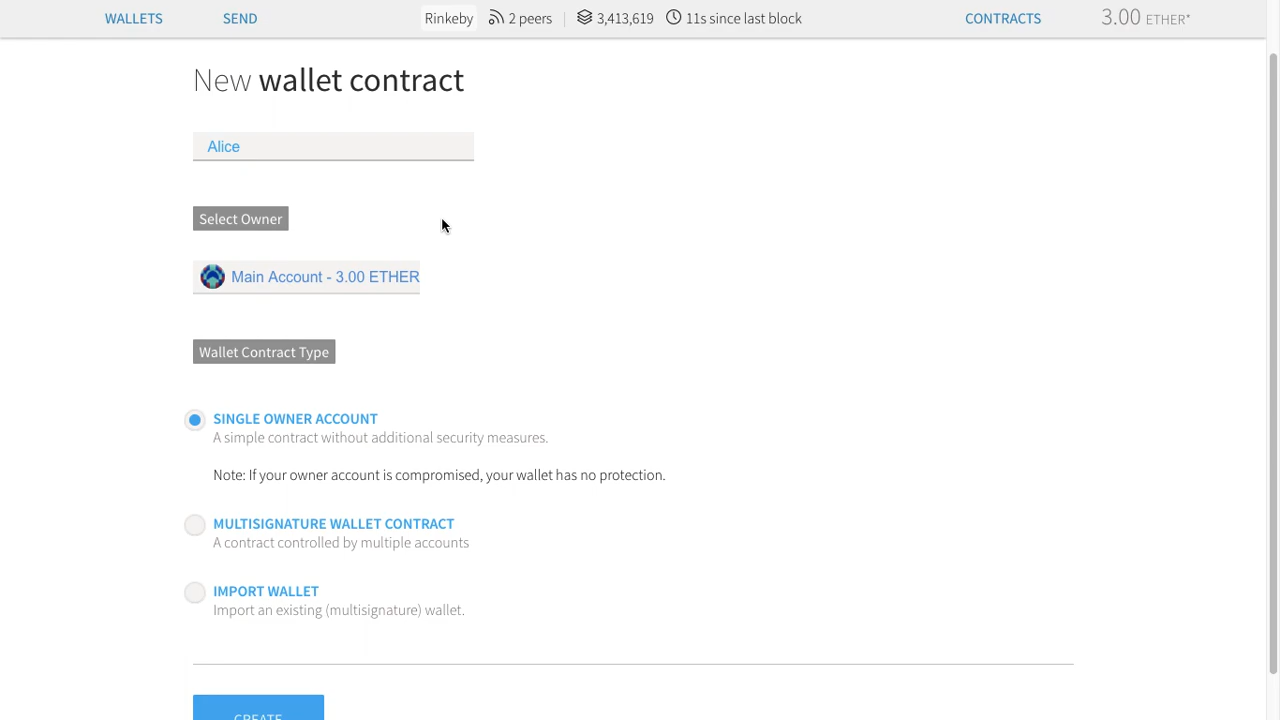 WALLETS SEND Rinkeby 2 peers 3,413,619 11s since last block CONTRACTS 3.00 ETHER*
New wallet contract
Alice
Select Owner
Main Account - 3.00 ETHER
Wallet Contract Type
SINGLE OWNER ACCOUNT
A simple contract without additional security measures.
Note: If your owner account is compromised, your wallet has no protection.
MULTISIGNATURE WALLET CONTRACT
A contract controlled by multiple accounts
IMPORT WALLET
Import an existing (multisignature) wallet.
CREATE